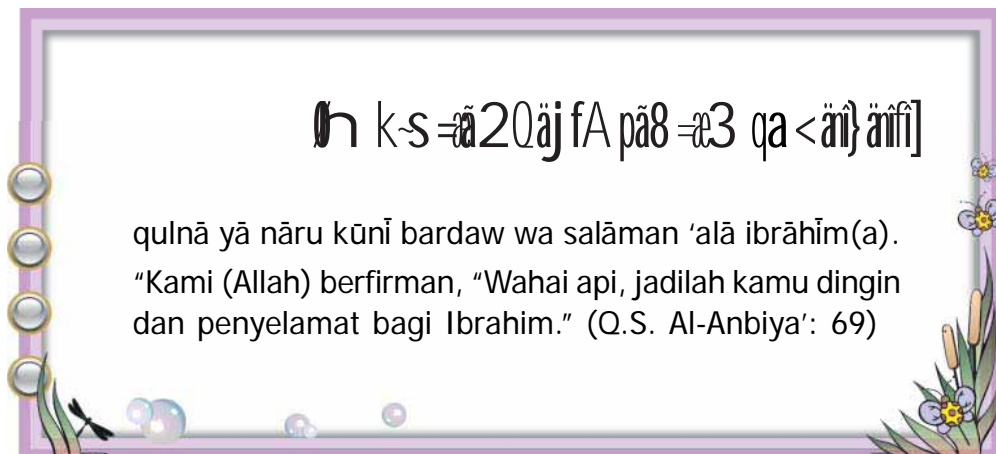 qulnā yā nāru kūnī bardaw wa salāman ‘alā ibrāhīm(a).
“Kami (Allah) berfirman, “Wahai api, jadilah kamu dingin
dan penyelamat bagi Ibrahim.” (Q.S. Al-Anbiya': 69)